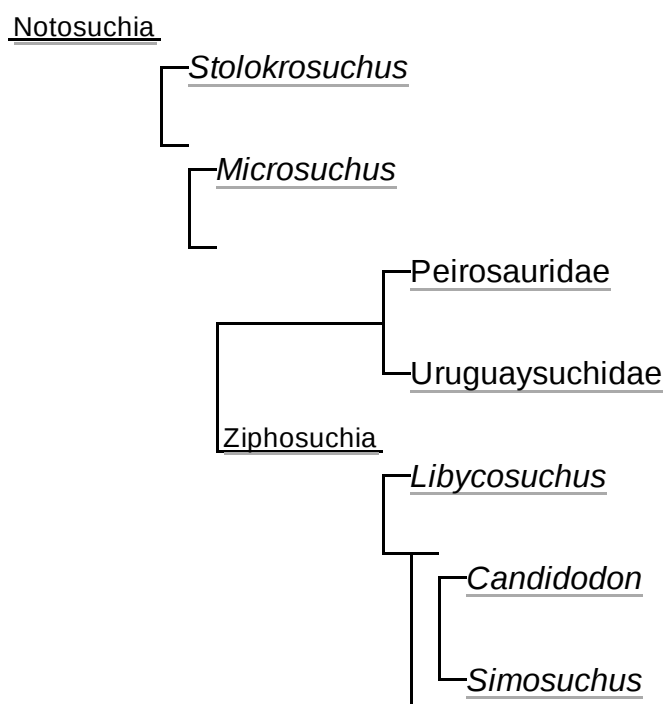 Notosuchia
Stolokrosuchus
Microsuchus
Peirosauridae
Uruguaysuchidae
Ziphosuchia
Libycosuchus
Candidodon
Simosuchus